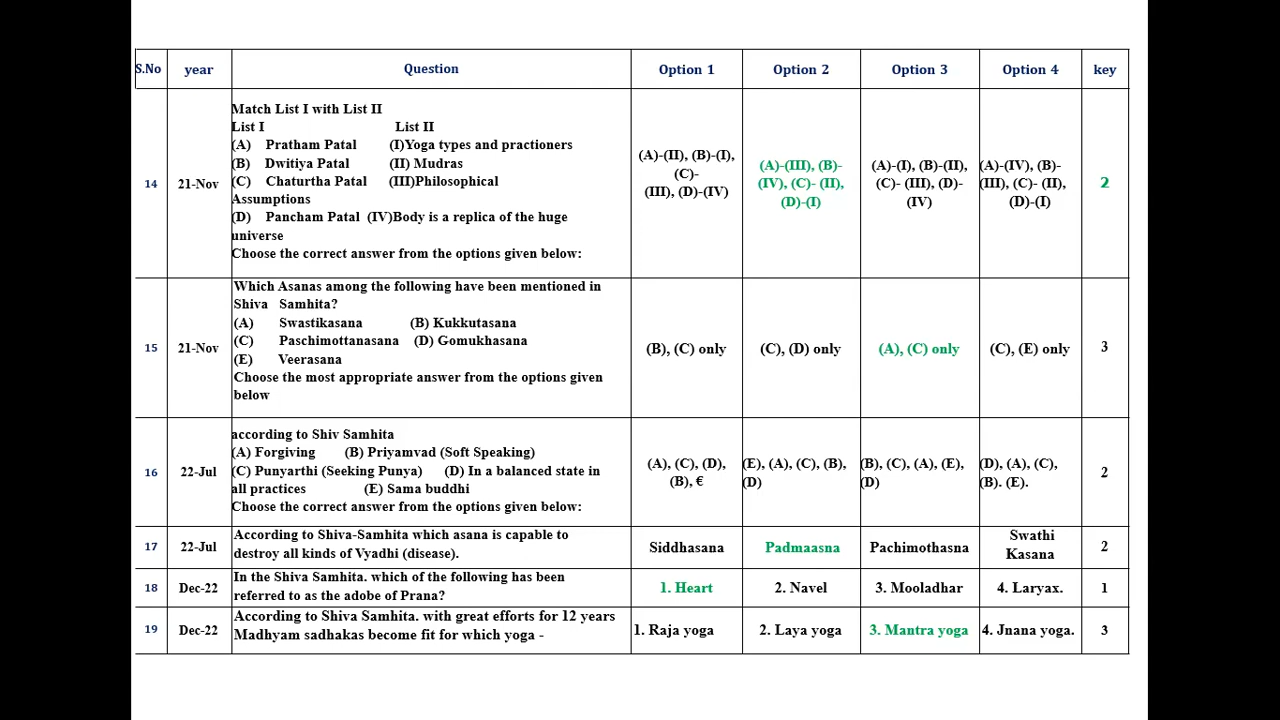 S.No year Question Option 1 Option 2 Option 3 Option 4 key
14 21-Nov
Match List I with List II
List I List II
(A) Pratham Patal (I)Yoga types and practioners
(B) Dwitiya Patal (II) Mudras
(C) Chaturtha Patal (III)Philosophical
Assumptions
(D) Pancham Patal (IV)Body is a replica of the huge
universe
Choose the correct answer from the options given below:
(A)-(II), (B)-(I),
(C)-
(III), (D)-(IV)
(A)-(III), (B)-
(IV), (C)- (II),
(D)-(I)
(A)-(I), (B)-(II),
(C)- (III), (D)-
(IV)
(A)-(IV), (B)-
(III), (C)- (II),
(D)-(I)
2
15 21-Nov
Which Asanas among the following have been mentioned in
Shiva Samhita?
(A) Swastikasana (B) Kukkutasana
(C) Paschimottanasana (D) Gomukhasana
(E) Veerasana
Choose the most appropriate answer from the options given
below
(B), (C) only
(C), (D) only
(A), (C) only
(C), (E) only
3
16 22-Jul
according to Shiv Samhita
(A) Forgiving (B) Priyamvad (Soft Speaking)
(C) Punyarthi (Seeking Punya) (D) In a balanced state in
all practices (E) Sama buddhi
Choose the correct answer from the options given below:
(A), (C), (D),
(B), €
(E), (A), (C), (B),
(D)
(B), (C), (A), (E),
(D)
(D), (A), (C),
(B). (E).
2
17 22-Jul
According to Shiva-Samhita which asana is capable to
destroy all kinds of Vyadhi (disease).
Siddhasana
Padmaasna
Pachimothasna
Swathi
Kasana
2
18 Dec-22
In the Shiva Samhita. which of the following has been
referred to as the adobe of Prana?
1. Heart
2. Navel
3. Mooladhar
4. Laryax.
1
19 Dec-22
According to Shiva Samhita. with great efforts for 12 years
Madhyam sadhakas become fit for which yoga -
1. Raja yoga
2. Laya yoga
3. Mantra yoga
4. Jnana yoga.
3